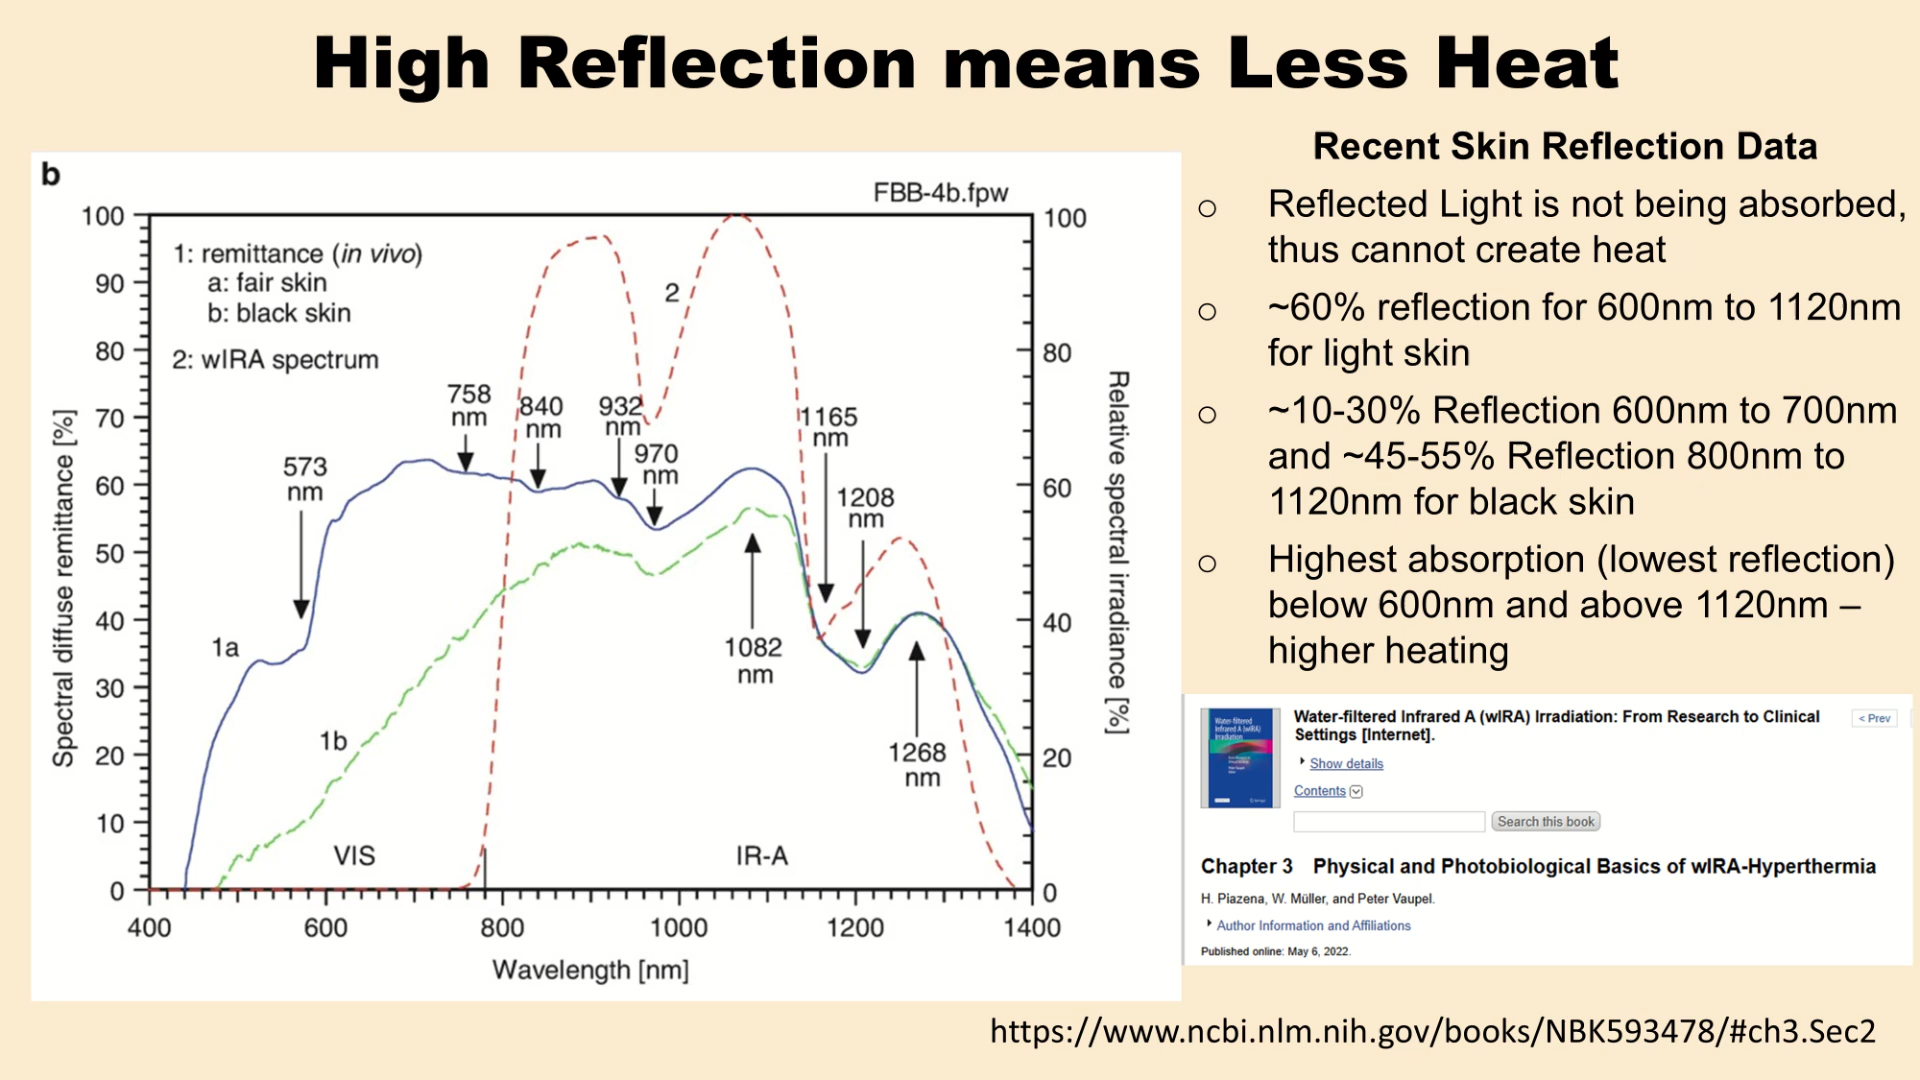 High Reflection means Less Heat
b
FBB-4b.fpw
100
90
80
70
60
50
40
30
20
10
0
100
80
60
40
20
0
1: remittance (in vivo)
a: fair skin
b: black skin
2: wIRA spectrum
2
573
nm
758
nm
840
nm
932
nm
970
nm
1165
nm
1208
nm
1082
nm
1268
nm
1a
1b
VIS
IR-A
400
600
800
1000
1200
1400
Wavelength [nm]
Spectral diffuse remittance [%]
Relative spectral irradiance [%]
Recent Skin Reflection Data
o Reflected Light is not being absorbed,
thus cannot create heat
o ~60% reflection for 600nm to 1120nm
for light skin
o ~10-30% Reflection 600nm to 700nm
and ~45-55% Reflection 800nm to
1120nm for black skin
o Highest absorption (lowest reflection)
below 600nm and above 1120nm –
higher heating
Water-filtered
Infrared A (wIRA)
Irradiation
Water-filtered Infrared A (wIRA) Irradiation: From Research to Clinical
Settings [Internet].
< Prev
Show details
Contents
Search this book
Chapter 3 Physical and Photobiological Basics of wIRA-Hyperthermia
H. Piazena, W. Müller, and Peter Vaupel.
Author Information and Affiliations
Published online: May 6, 2022.
https://www.ncbi.nlm.nih.gov/books/NBK593478/#ch3.Sec2